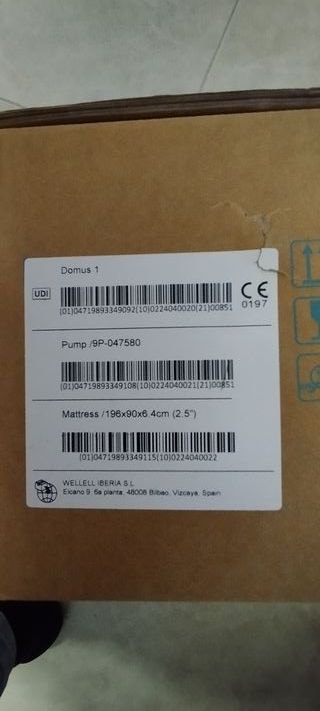 Domus 1
UDI
(01)04719893349092(10)0224040020(21)00851
CE
0197
Pump /9P-047580
(01)04719893349108(10)0224040021(21)00851
Mattress /196x90x6.4cm (2.5")
(01)04719893349115(10)0224040022
WELLELL IBERIA S.L
Elcano 9, 6a planta, 48008 Bilbao, Vizcaya, Spain